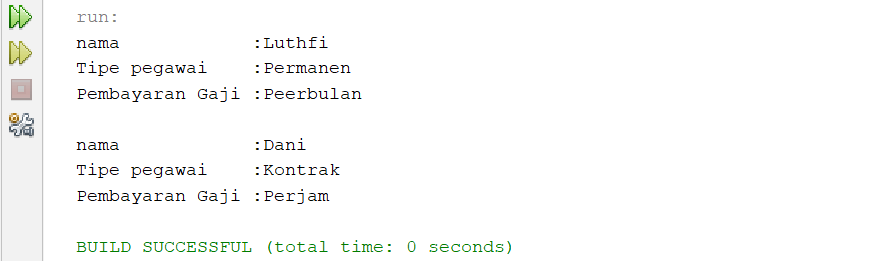 run:
nama            :Luthfi
Tipe pegawai    :Permanen
Pembayaran Gaji :Peerbulan
nama            :Dani
Tipe pegawai    :Kontrak
Pembayaran Gaji :Perjam
BUILD SUCCESSFUL (total time: 0 seconds)